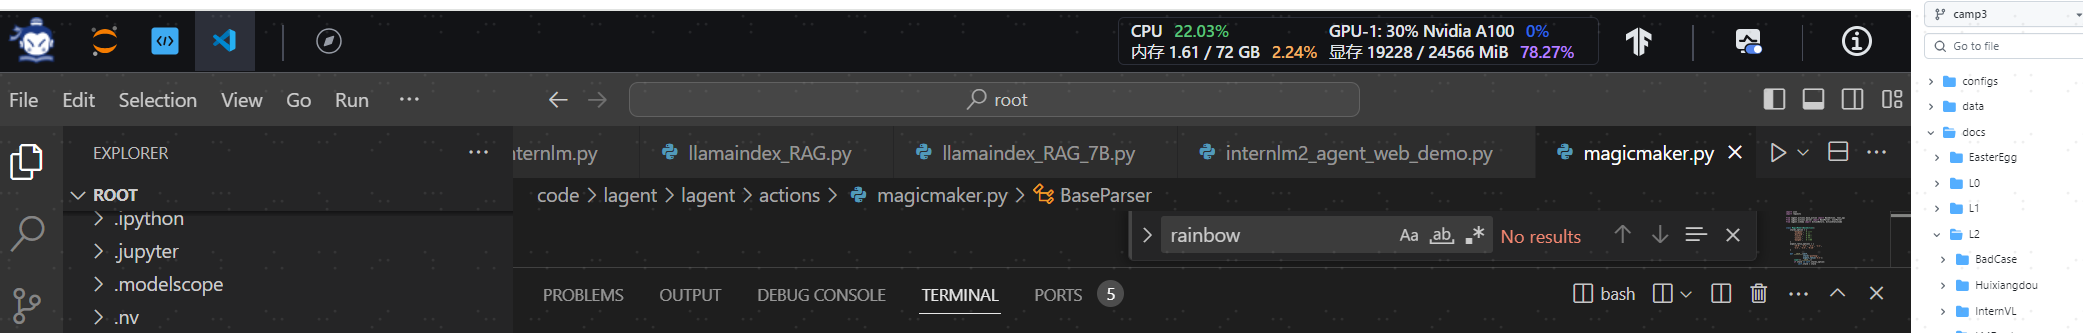 CPU 22.03% GPU-1: 30% Nvidia A100 0%
内存 1.61 / 72 GB 2.24% 显存 19228 / 24566 MiB 78.27%
File Edit Selection View Go Run ··· root
EXPLORER ···
ROOT
.ipython
.jupyter
.modelscope
.nv
nternlm.py llamaindex_RAG.py llamaindex_RAG_7B.py internlm2_agent_web_demo.py magicmaker.py
code > lagent > lagent > actions > magicmaker.py > BaseParser
rainbow Aa ab .* No results
PROBLEMS OUTPUT DEBUG CONSOLE TERMINAL PORTS 5 bash
camp3
Go to file
configs
data
docs
EasterEgg
L0
L1
L2
BadCase
Huixiangdou
InternVL